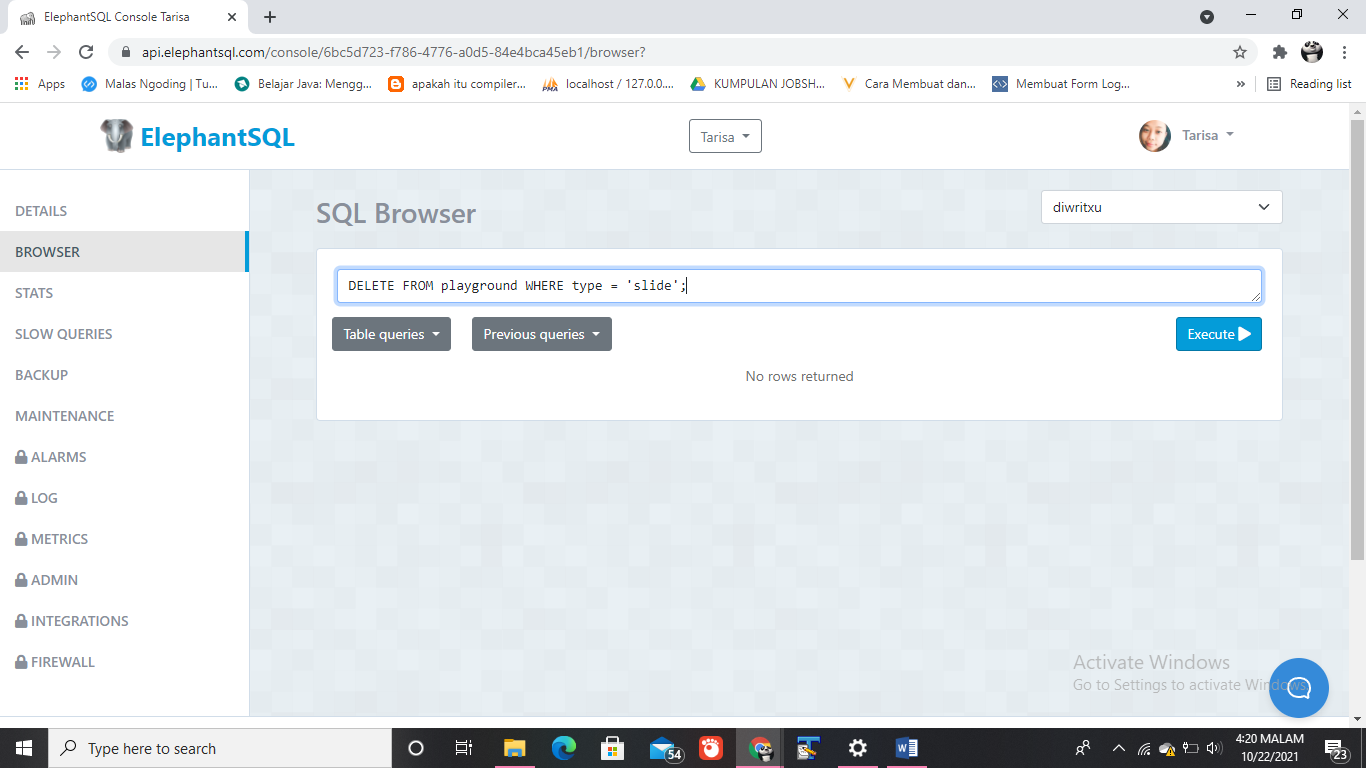 ElephantSQL Console Tarisa
api.elephantsql.com/console/6bc5d723-f786-4776-a0d5-84e4bca45eb1/browser?
Apps
Malas Ngoding | Tu...
Belajar Java: Mengg...
apakah itu compiler...
localhost / 127.0.0....
KUMPULAN JOBSH...
Cara Membuat dan...
Membuat Form Log...
»
Reading list
ElephantSQL
Tarisa
Tarisa
DETAILS
BROWSER
STATS
SLOW QUERIES
BACKUP
MAINTENANCE
ALARMS
LOG
METRICS
ADMIN
INTEGRATIONS
FIREWALL
SQL Browser
diwritxu
DELETE FROM playground WHERE type = 'slide';
Table queries
Previous queries
Execute
No rows returned
Activate Windows
Go to Settings to activate Windows.
Type here to search
54
4:20 MALAM
10/22/2021
23